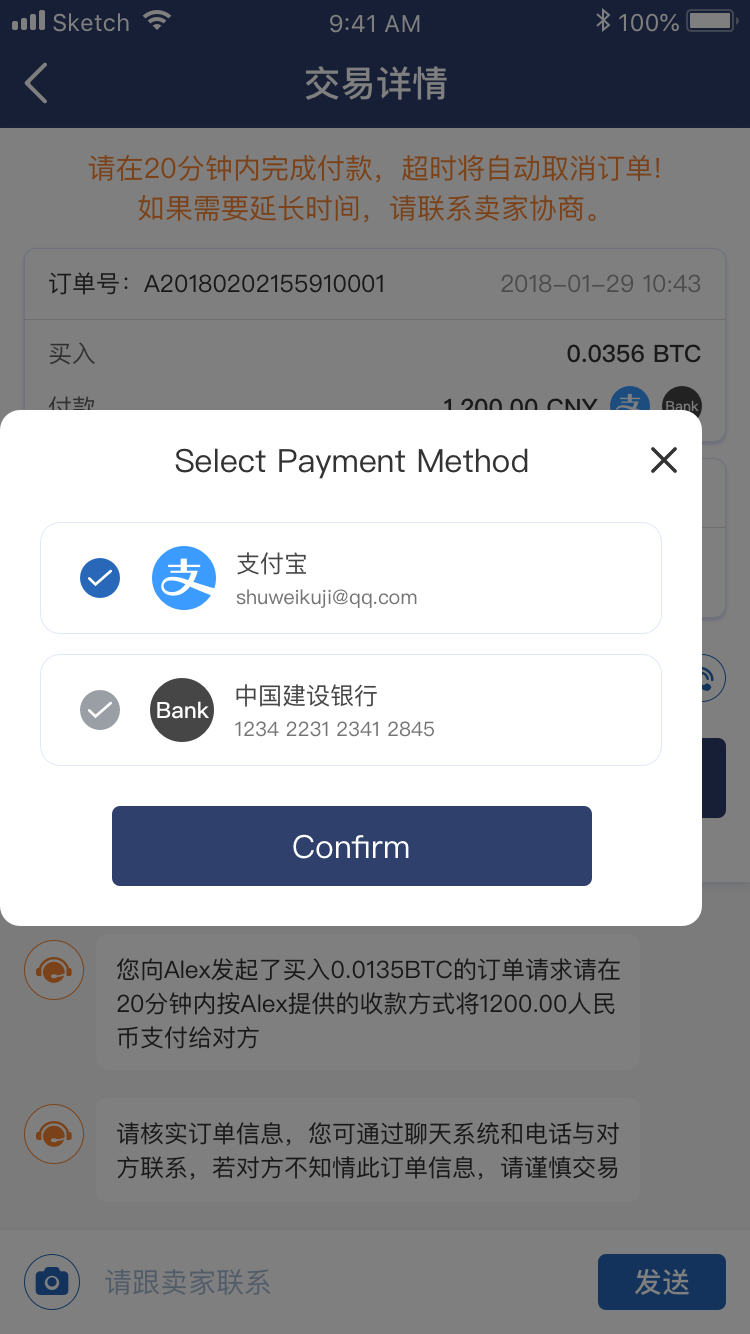 Sketch 9:41 AM 100%
交易详情
请在20分钟内完成付款，超时将自动取消订单!
如果需要延长时间，请联系卖家协商。
订单号：A20180202155910001 2018-01-29 10:43
买入 0.0356 BTC
付款 1,200.00 CNY 支 Bank
Select Payment Method
支 支付宝
shuweikuji@qq.com
Bank 中国建设银行
1234 2231 2341 2845
Confirm
您向Alex发起了买入0.0135BTC的订单请求请在
20分钟内按Alex提供的收款方式将1200.00人民
币支付给对方
请核实订单信息，您可通过聊天系统和电话与对
方联系，若对方不知情此订单信息，请谨慎交易
请跟卖家联系 发送